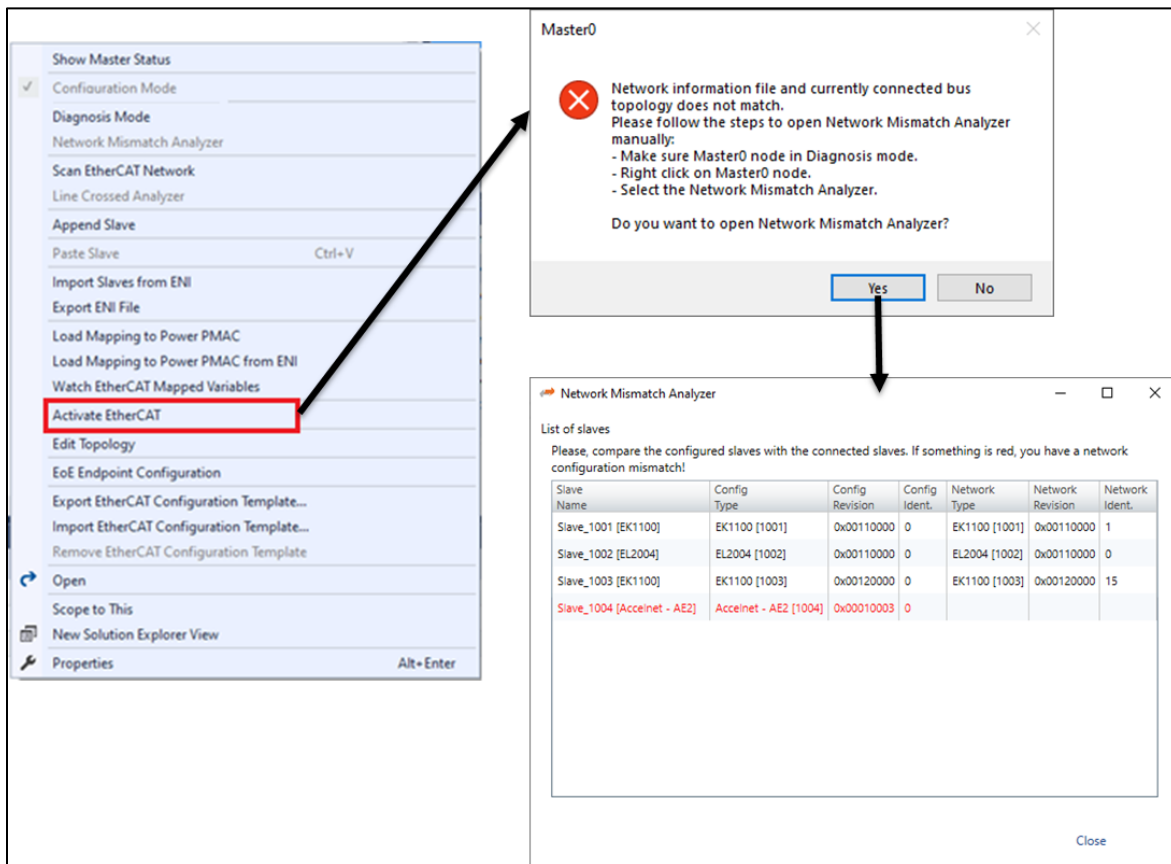 Show Master Status
Configuration Mode
Diagnosis Mode
Network Mismatch Analyzer
Scan EtherCAT Network
Line Crossed Analyzer
Append Slave
Paste Slave Ctrl+V
Import Slaves from ENI
Export ENI File
Load Mapping to Power PMAC
Load Mapping to Power PMAC from ENI
Watch EtherCAT Mapped Variables
Activate EtherCAT
Edit Topology
EoE Endpoint Configuration
Export EtherCAT Configuration Template...
Import EtherCAT Configuration Template...
Remove EtherCAT Configuration Template
Open
Scope to This
New Solution Explorer View
Properties Alt+Enter
Master0
Network information file and currently connected bus
topology does not match.
Please follow the steps to open Network Mismatch Analyzer
manually:
- Make sure Master0 node in Diagnosis mode.
- Right click on Master0 node.
- Select the Network Mismatch Analyzer.
Do you want to open Network Mismatch Analyzer?
Yes No
Network Mismatch Analyzer
List of slaves
Please, compare the configured slaves with the connected slaves. If something is red, you have a network
configuration mismatch!
Slave Config Config Config Network Network Network
Name Type Revision Ident. Type Revision Ident.
Slave_1001 [EK1100] EK1100 [1001] 0x00110000 0 EK1100 [1001] 0x00110000 1
Slave_1002 [EL2004] EL2004 [1002] 0x00110000 0 EL2004 [1002] 0x00110000 0
Slave_1003 [EK1100] EK1100 [1003] 0x00120000 0 EK1100 [1003] 0x00120000 15
Slave_1004 [Accelnet - AE2] Accelnet - AE2 [1004] 0x00010003 0
Close